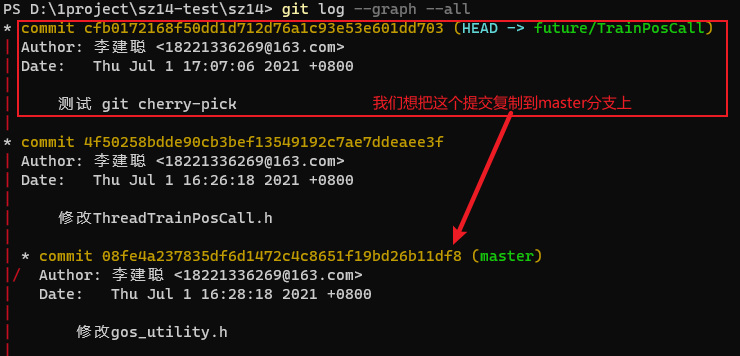 PS D:\1project\sz14-test\sz14> git log --graph --all
* commit cfb0172168f50dd1d712d76a1c93e53e601dd703 (HEAD -> future/TrainPosCall)
| Author: 李建聪 <18221336269@163.com>
| Date:   Thu Jul 1 17:07:06 2021 +0800
|
|     测试 git cherry-pick
我们想把这个提交复制到master分支上
|
* commit 4f50258bdde90cb3bef13549192c7ae7ddeaee3f
| Author: 李建聪 <18221336269@163.com>
| Date:   Thu Jul 1 16:26:18 2021 +0800
|
|     修改ThreadTrainPosCall.h
|
| * commit 08fe4a237835df6d1472c4c8651f19bd26b11df8 (master)
|/  Author: 李建聪 <18221336269@163.com>
|   Date:   Thu Jul 1 16:28:18 2021 +0800
|
|       修改gos_utility.h
|